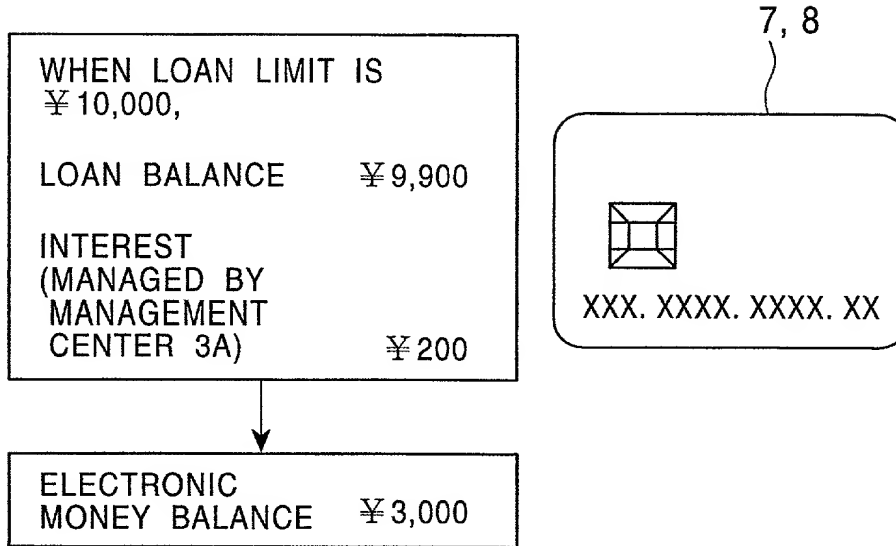 7, 8
WHEN LOAN LIMIT IS
¥10,000,
LOAN BALANCE ¥9,900
INTEREST
(MANAGED BY
MANAGEMENT
CENTER 3A) ¥200
XXX. XXXX. XXXX. XX
ELECTRONIC
MONEY BALANCE ¥3,000